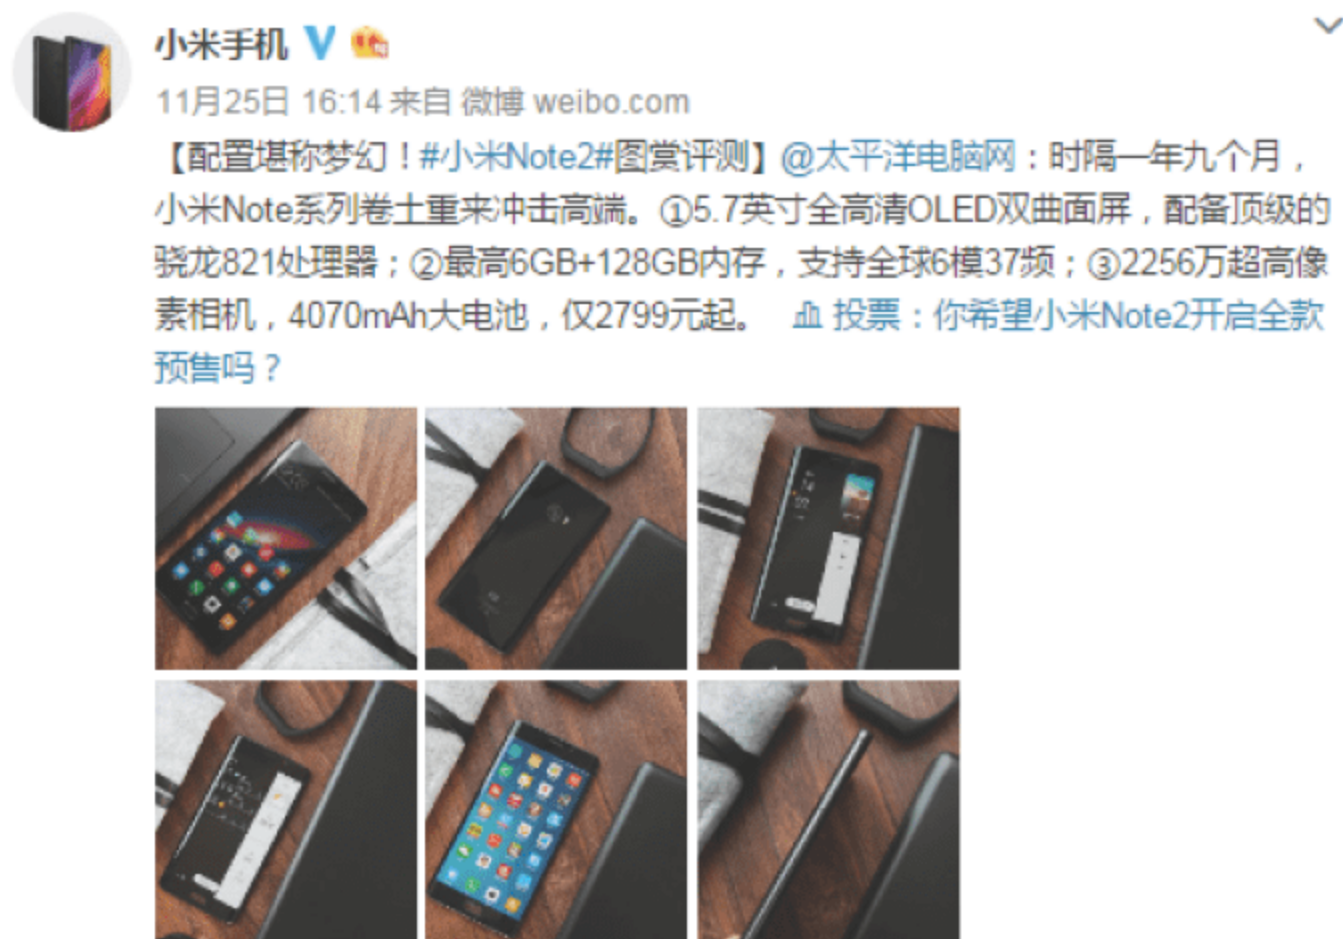 小米手机
11月25日 16:14 来自 微博 weibo.com
【配置堪称梦幻！#小米Note2#图赏评测】@太平洋电脑网：时隔一年九个月，
小米Note系列卷土重来冲击高端。①5.7英寸全高清OLED双曲面屏，配备顶级的
骁龙821处理器；②最高6GB+128GB内存，支持全球6模37频；③2256万超高像
素相机，4070mAh大电池，仅2799元起。 投票：你希望小米Note2开启全款
预售吗？